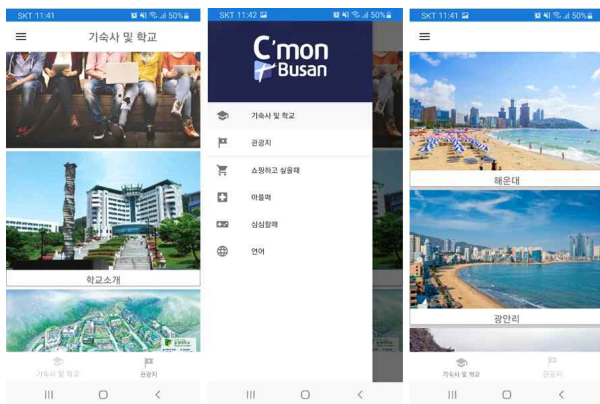 SKT 11:41
50%
기숙사 및 학교
학교소개
기숙사 및 학교
관광지
SKT 11:42
50%
C'mon
Busan
기숙사 및 학교
관광지
쇼핑하고 싶을때
아플때
심심할때
언어
SKT 11:41
50%
해운대
광안리
기숙사 및 학교
관광지